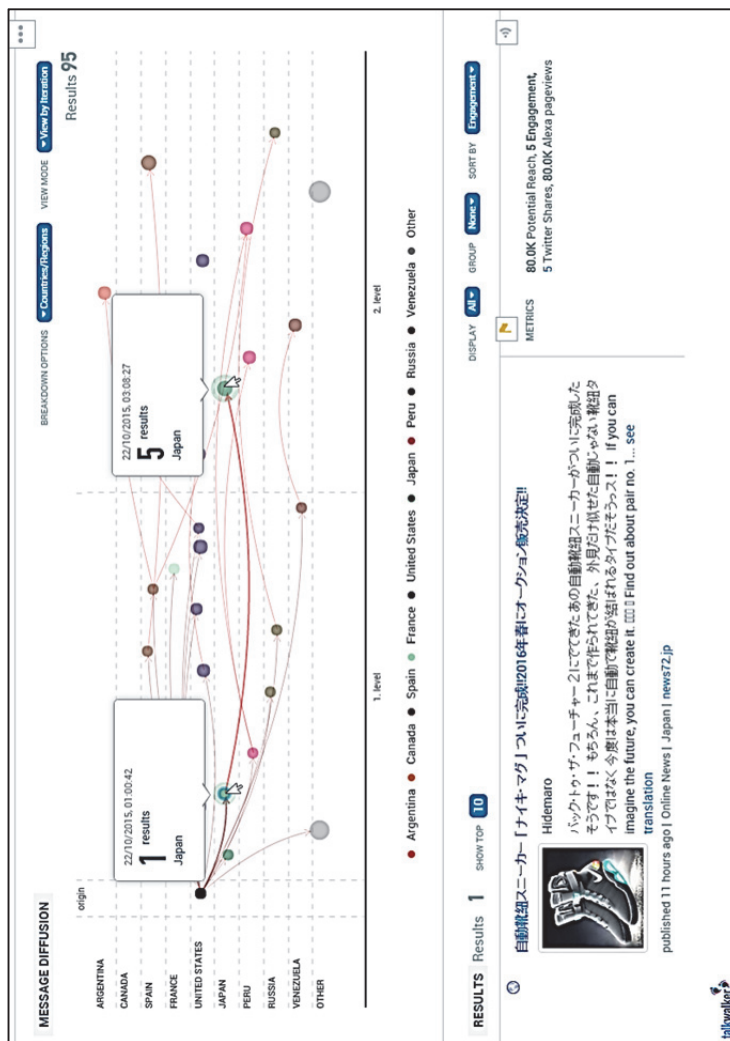 MESSAGE DIFFUSION
BREAKDOWN OPTIONS Countries/Regions VIEW MODE View by Iteration
Results 95
origin
ARGENTINA
CANADA
SPAIN
FRANCE
UNITED STATES
JAPAN
PERU
RUSSIA
VENEZUELA
OTHER
22/10/2015, 01:00:42
1 results
Japan
22/10/2015, 03:08:27
5 results
Japan
1. level 2. level
Argentina Canada Spain France United States Japan Peru Russia Venezuela Other
RESULTS Results 1 SHOW TOP 10 DISPLAY All GROUP None SORT BY Engagement
自動靴紐スニーカー「ナイキ・マグ」ついに完成!!2016年春にオークション販売決定!!
Hidemaro
バック・トゥ・ザ・フューチャー２にでてきたあの自動靴紐スニーカーがついに完成した
そうです！！もちろん、これまで作られてきた、外見だけ似せた自動じゃない靴紐タ
イプではなく今度は本当に自動で靴紐が結ばれるタイプだそうっス！！ If you can
imagine the future, you can create it. Find out about pair no. 1... see
translation
published 11 hours ago | Online News | Japan | news72.jp
METRICS
80.0K Potential Reach, 5 Engagement,
5 Twitter Shares, 80.0K Alexa pageviews
talkwalker